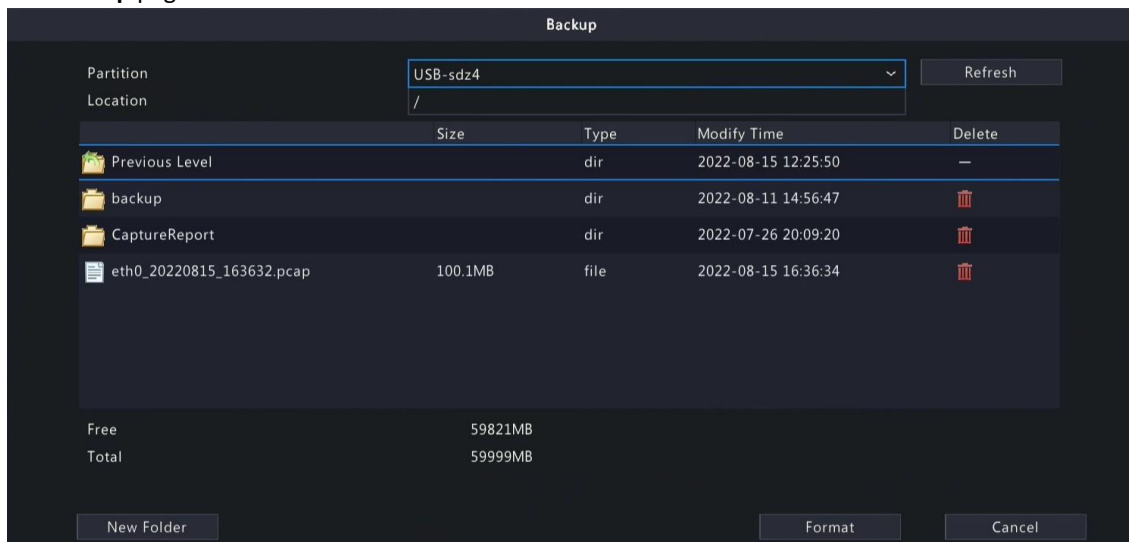 Backup
Partition USB-sdz4 Refresh
Location /
Size Type Modify Time Delete
Previous Level dir 2022-08-15 12:25:50 —
backup dir 2022-08-11 14:56:47
CaptureReport dir 2022-07-26 20:09:20
eth0_20220815_163632.pcap 100.1MB file 2022-08-15 16:36:34
Free 59821MB
Total 59999MB
New Folder Format Cancel